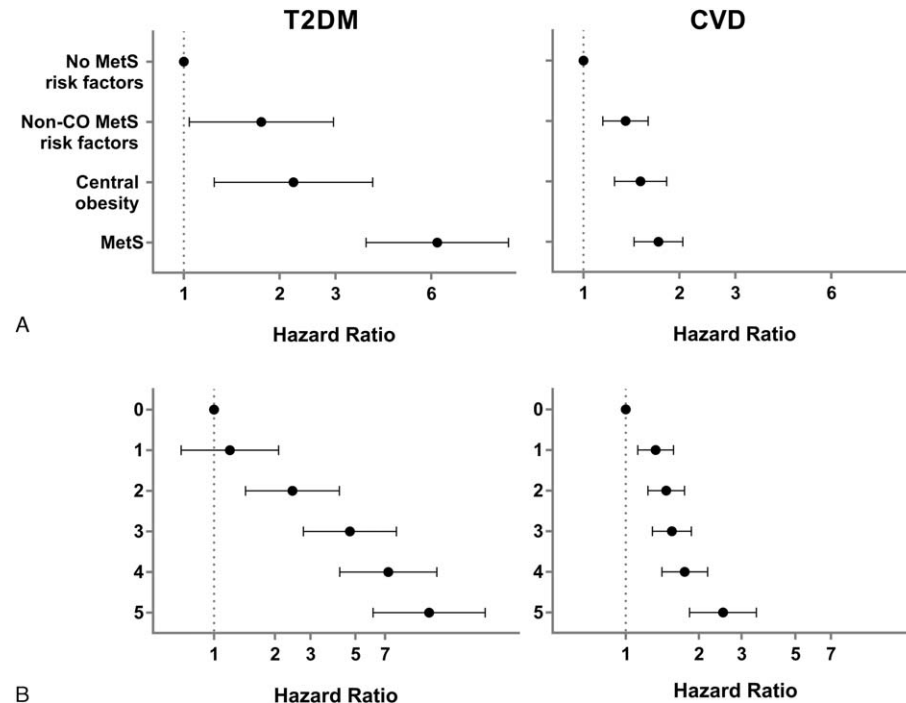 T2DM
CVD
No MetS
risk factors
Non-CO MetS
risk factors
Central
obesity
MetS
1 2 3 6
1 2 3 6
Hazard Ratio
Hazard Ratio
A
0
1
2
3
4
5
0
1
2
3
4
5
1 2 3 5 7
1 2 3 5 7
Hazard Ratio
Hazard Ratio
B